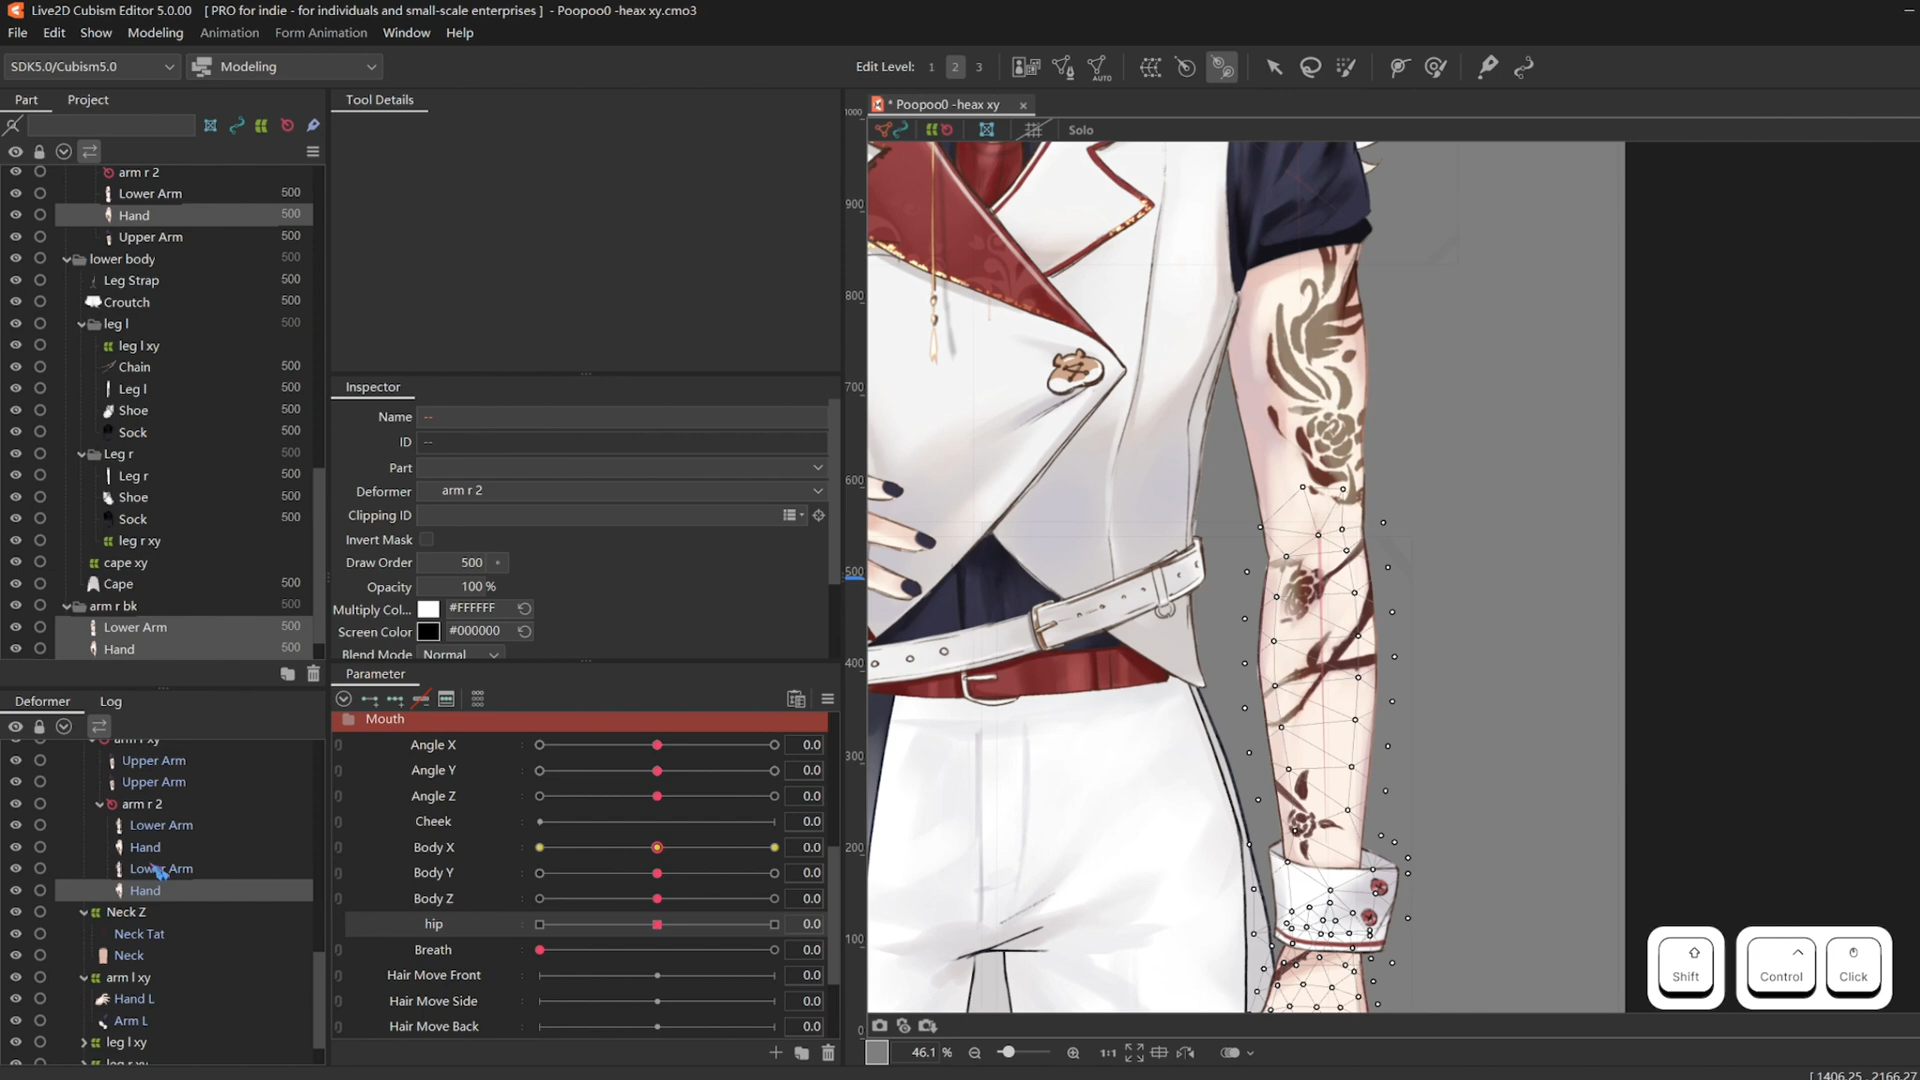 Live2D Cubism Editor 5.0.00 [ PRO for indie - for individuals and small-scale enterprises ] - Poopoo0 -heax xy.cmo3
File Edit Show Modeling Animation Form Animation Window Help
SDK5.0/Cubism5.0 Modeling Edit Level: 1 2 3 AUTO
Part Project
arm r 2
Lower Arm 500
Hand 500
Upper Arm 500
lower body 500
Leg Strap 500
Croutch 500
leg l 500
leg l xy
Chain 500
Leg l 500
Shoe 500
Sock 500
Leg r 500
Leg r 500
Shoe 500
Sock 500
leg r xy
cape xy
Cape 500
arm r bk 500
Lower Arm 500
Hand 500
Deformer Log
Upper Arm
Upper Arm
arm r 2
Lower Arm
Hand
Lower Arm
Hand
Neck Z
Neck Tat
Neck
arm l xy
Hand L
Arm L
leg l xy
Tool Details
Inspector
Name --
ID --
Part
Deformer arm r 2
Clipping ID
Invert Mask
Draw Order 500
Opacity 100 %
Multiply Col... #FFFFFF
Screen Color #000000
Blend Mode Normal
Parameter
Mouth
Angle X 0.0
Angle Y 0.0
Angle Z 0.0
Cheek 0.0
Body X 0.0
Body Y 0.0
Body Z 0.0
hip 0.0
Breath 0.0
Hair Move Front 0.0
Hair Move Side 0.0
Hair Move Back 0.0
* Poopoo0 -heax xy
Solo
900
800
700
600
500
400
300
200
100
0
46.1 % 1:1
Shift Control Click
[ 1406.25 , 2166.27